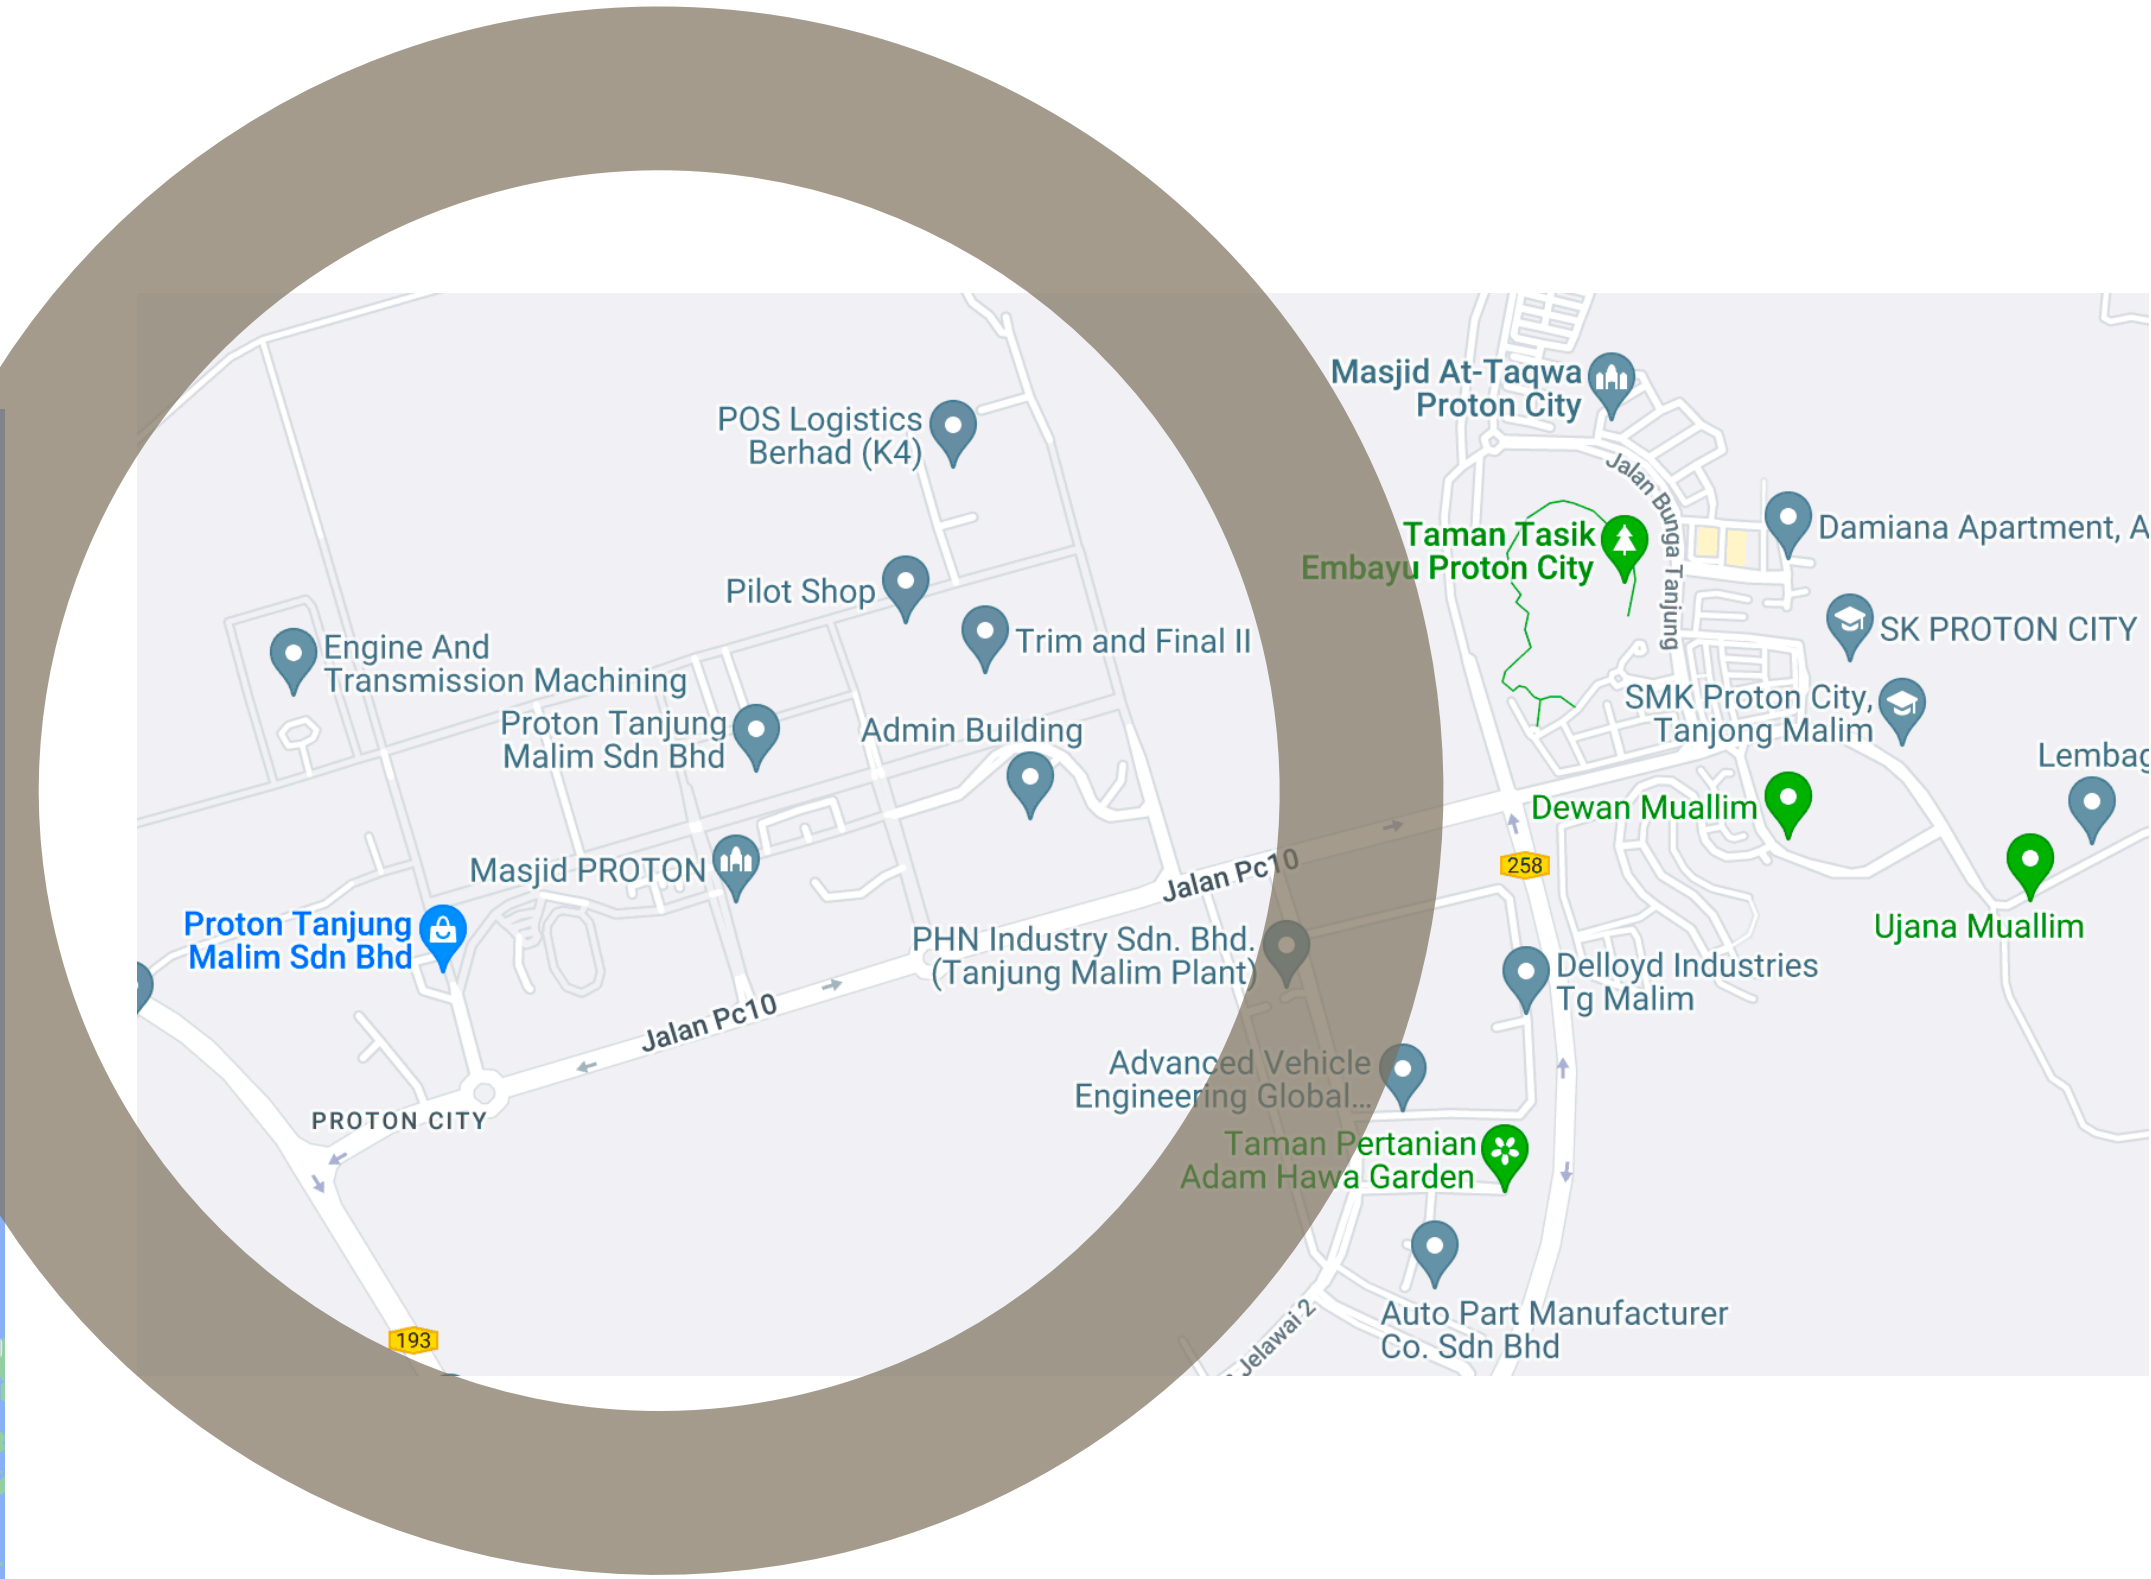 POS Logistics
Berhad (K4)
Pilot Shop
Trim and Final II
Engine And
Transmission Machining
Proton Tanjung
Malim Sdn Bhd
Admin Building
Masjid PROTON
Proton Tanjung
Malim Sdn Bhd
Jalan Pc10
PHN Industry Sdn. Bhd.
(Tanjung Malim Plant)
Jalan Pc10
PROTON CITY
193
Masjid At-Taqwa
Proton City
Jalan Bunga Tanjung
Taman Tasik
Embayu Proton City
Damiana Apartment, A
SK PROTON CITY
SMK Proton City,
Tanjong Malim
Lembag
Dewan Muallim
258
Ujana Muallim
Delloyd Industries
Tg Malim
Advanced Vehicle
Engineering Global...
Taman Pertanian
Adam Hawa Garden
Auto Part Manufacturer
Co. Sdn Bhd
Jelawai 2